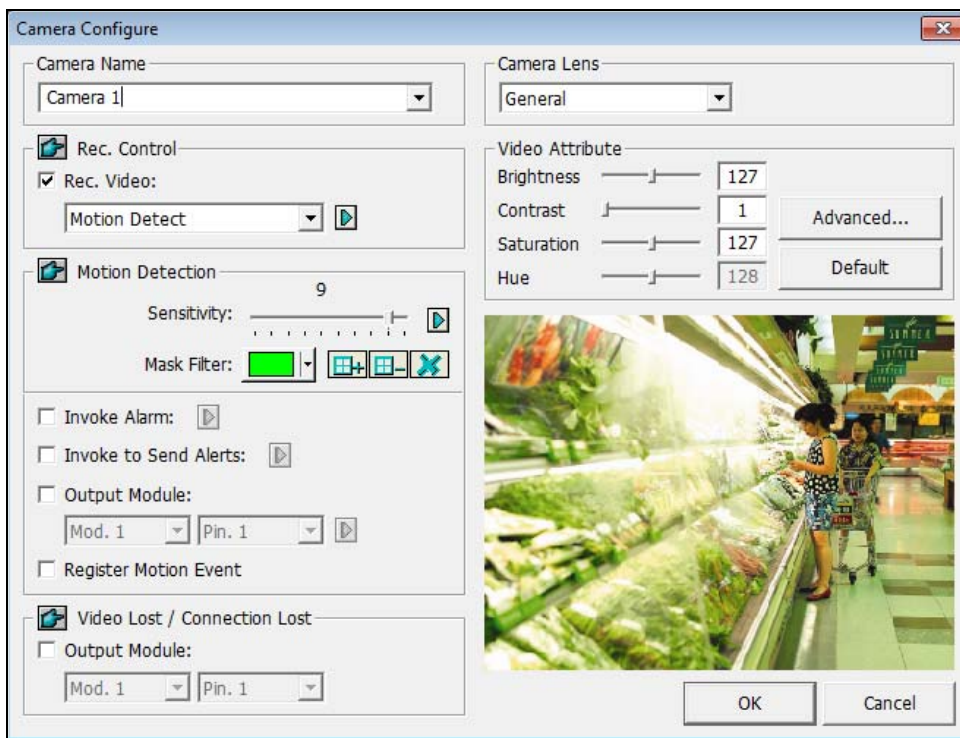 Camera Configure
Camera Name
Camera 1
Rec. Control
Rec. Video:
Motion Detect
Motion Detection
9
Sensitivity:
Mask Filter:
Invoke Alarm:
Invoke to Send Alerts:
Output Module:
Mod. 1 Pin. 1
Register Motion Event
Video Lost / Connection Lost
Output Module:
Mod. 1 Pin. 1
Camera Lens
General
Video Attribute
Brightness 127
Contrast 1
Saturation 127
Hue 128
Advanced...
Default
SUMMER
OK Cancel